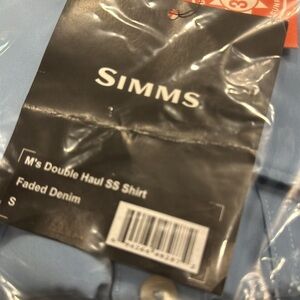 SIMMS
M's Double Haul SS Shirt
Faded Denim
S